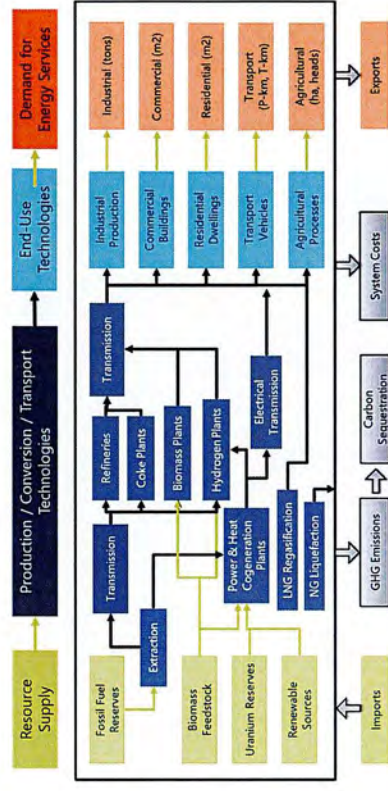 Resource
Supply
Production / Conversion / Transport
Technologies
End-Use
Technologies
Demand for
Energy Services
Fossil Fuel
Reserves
Extraction
Transmission
Refineries
Coke Plants
Transmission
Industrial
Production
Industrial (tons)
Biomass
Feedstock
Biomass Plants
Commercial
Buildings
Commercial (m2)
Hydrogen Plants
Residential
Dwellings
Residential (m2)
Uranium Reserves
Power & Heat
Cogeneration
Plants
Electrical
Transmission
Transport
Vehicles
Transport
(P-km, T-km)
Renewable
Sources
LNG Regasification
NG Liquefaction
Agricultural
Processes
Agricultural
(ha, heads)
Imports
GHG Emissions
Carbon
Sequestration
System Costs
Exports